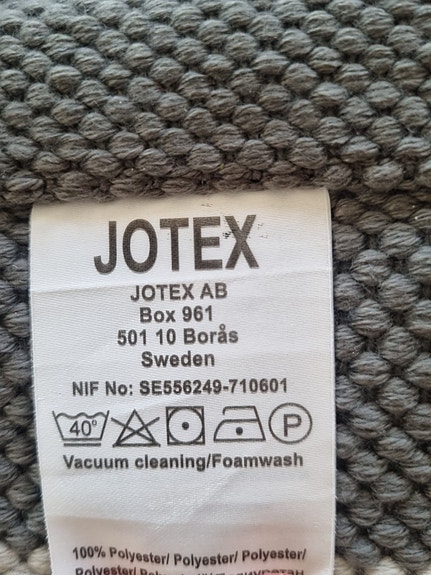 JOTEX
JOTEX AB
Box 961
501 10 Borås
Sweden
NIF No: SE556249-710601
40° P
Vacuum cleaning/Foamwash
100% Polyester/ Polyester/ Polyester/
Polyester/